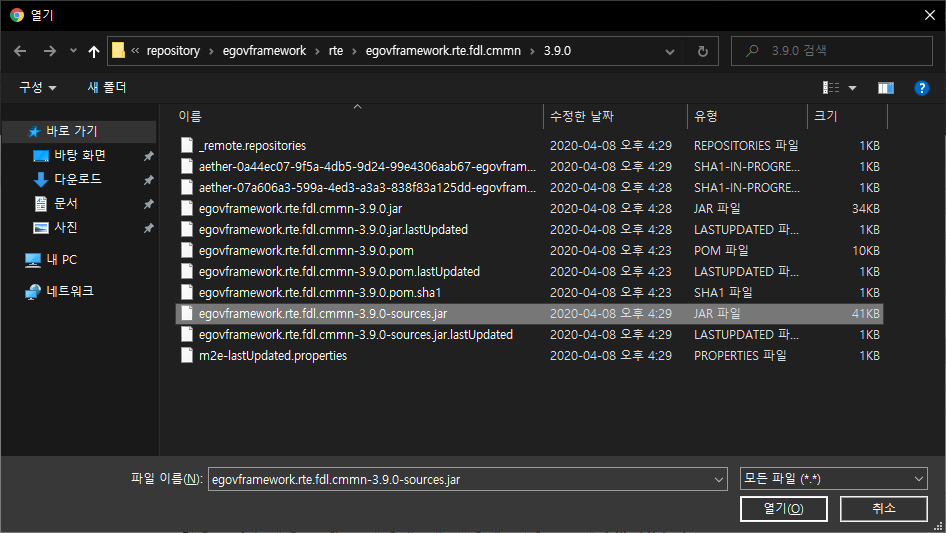 열기
« repository › egovframework › rte › egovframework.rte.fdl.cmmn › 3.9.0
3.9.0 검색
구성 새 폴더
이름 수정한 날짜 유형 크기
바로 가기
바탕 화면
다운로드
문서
사진
내 PC
네트워크
_remote.repositories 2020-04-08 오후 4:29 REPOSITORIES 파일 1KB
aether-0a44ec07-9f5a-4db5-9d24-99e4306aab67-egovfram... 2020-04-08 오후 4:29 SHA1-IN-PROGRE... 1KB
aether-07a606a3-599a-4ed3-a3a3-838f83a125dd-egovfram... 2020-04-08 오후 4:28 SHA1-IN-PROGRE... 1KB
egovframework.rte.fdl.cmmn-3.9.0.jar 2020-04-08 오후 4:28 JAR 파일 34KB
egovframework.rte.fdl.cmmn-3.9.0.jar.lastUpdated 2020-04-08 오후 4:28 LASTUPDATED 파... 1KB
egovframework.rte.fdl.cmmn-3.9.0.pom 2020-04-08 오후 4:23 POM 파일 10KB
egovframework.rte.fdl.cmmn-3.9.0.pom.lastUpdated 2020-04-08 오후 4:23 LASTUPDATED 파... 1KB
egovframework.rte.fdl.cmmn-3.9.0.pom.sha1 2020-04-08 오후 4:23 SHA1 파일 1KB
egovframework.rte.fdl.cmmn-3.9.0-sources.jar 2020-04-08 오후 4:29 JAR 파일 41KB
egovframework.rte.fdl.cmmn-3.9.0-sources.jar.lastUpdated 2020-04-08 오후 4:29 LASTUPDATED 파... 1KB
m2e-lastUpdated.properties 2020-04-08 오후 4:29 PROPERTIES 파일 1KB
파일 이름(N): egovframework.rte.fdl.cmmn-3.9.0-sources.jar 모든 파일 (*.*)
열기(O) 취소